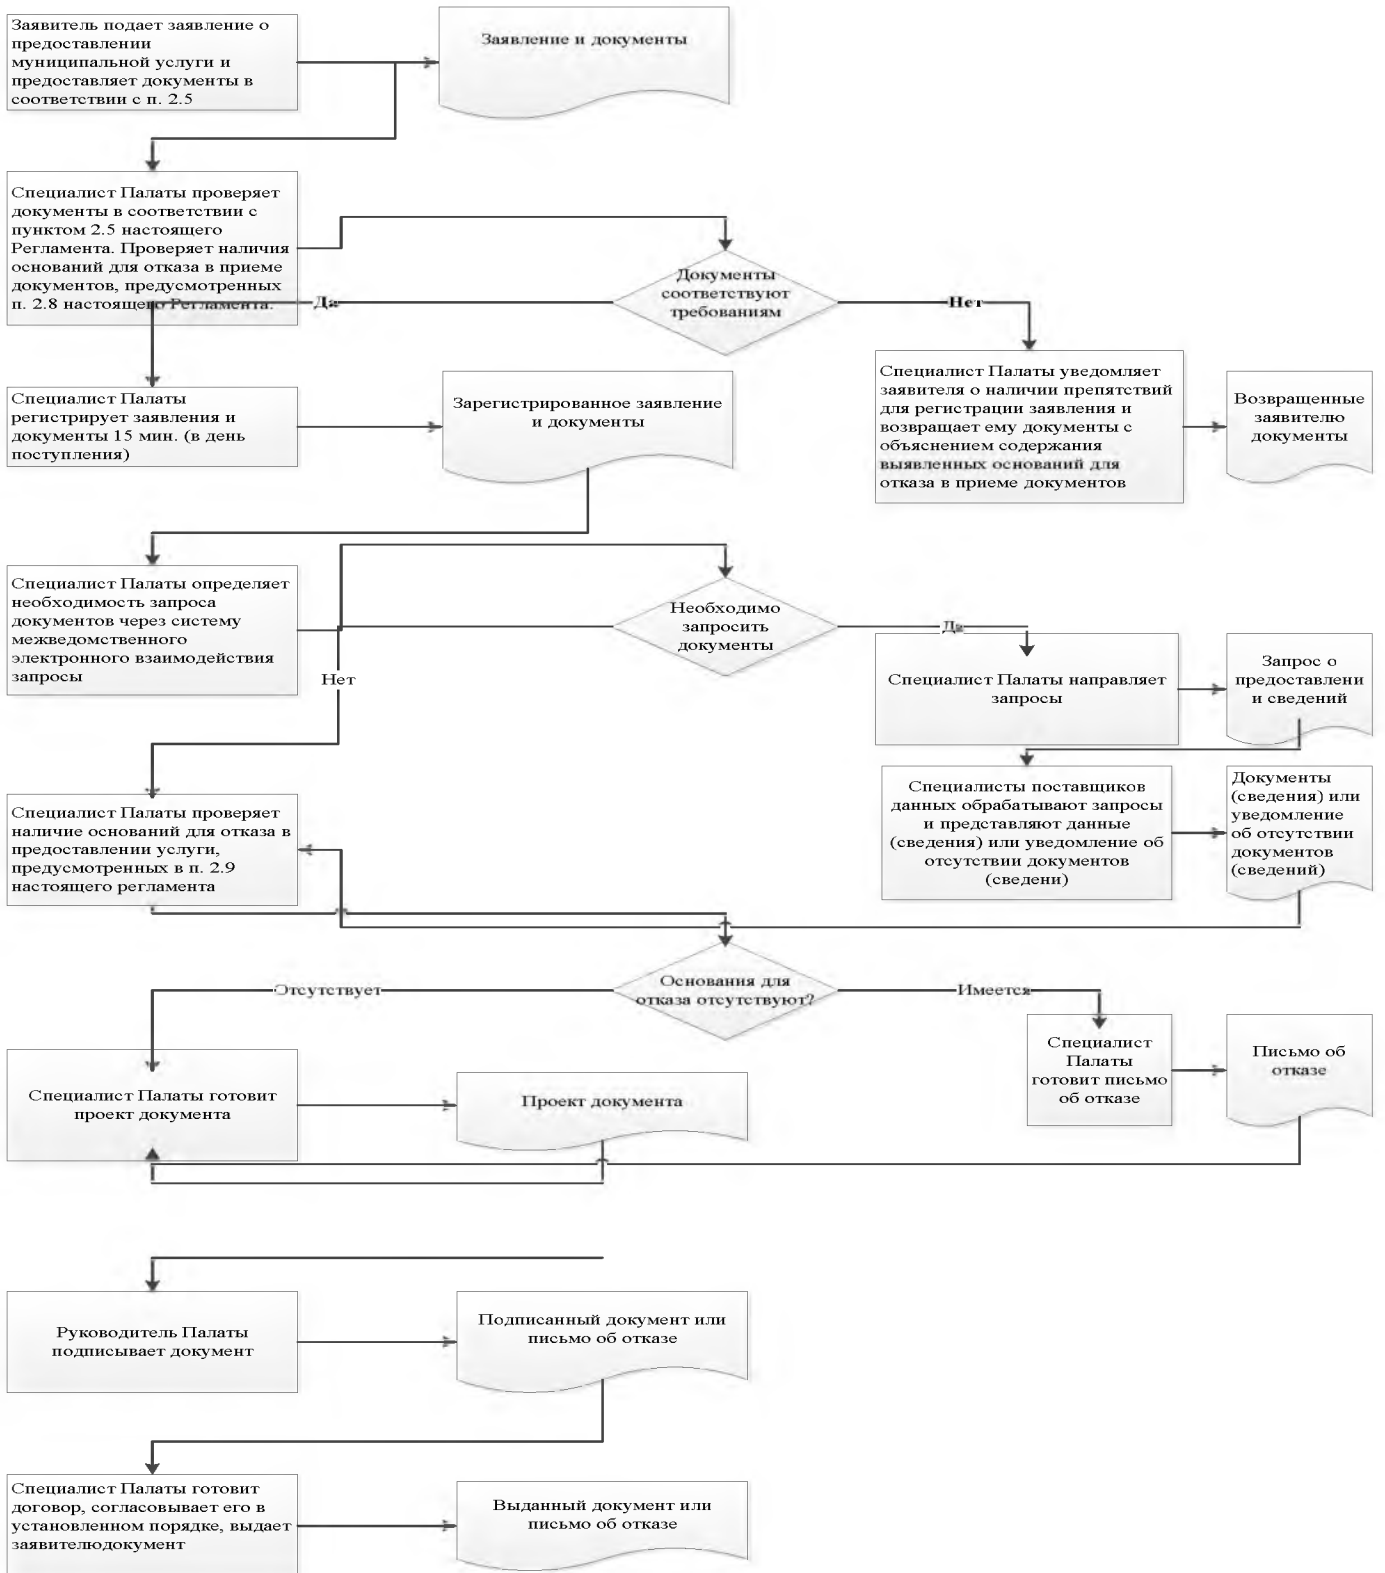 Заявитель подает заявление о
предоставлении
муниципальной услуги и
предоставляет документы в
соответствии с п. 2.5
Заявление и документы
Специалист Палаты проверяет
документы в соответствии с
пунктом 2.5 настоящего
Регламента. Проверяет наличия
оснований для отказа в приеме
документов, предусмотренных
п. 2.8 настоящего Регламента.
Документы
соответствуют
требованиям
Да
Нет
Специалист Палаты
регистрирует заявления и
документы 15 мин. (в день
поступления)
Зарегистрированное заявление
и документы
Специалист Палаты уведомляет
заявителя о наличии препятствий
для регистрации заявления и
возвращает ему документы с
объяснением содержания
выявленных оснований для
отказа в приеме документов
Возвращенные
заявителю
документы
Специалист Палаты определяет
необходимость запроса
документов через систему
межведомственного
электронного взаимодействия
запросы
Необходимо
запросить
документы
Да
Нет
Специалист Палаты направляет
запросы
Запрос о
предоставлени
и сведений
Специалисты поставщиков
данных обрабатывают запросы
и представляют данные
(сведения) или уведомление об
отсутствии документов
(сведени)
Документы
(сведения) или
уведомление
об отсутствии
документов
(сведений)
Специалист Палаты проверяет
наличие оснований для отказа в
предоставлении услуги,
предусмотренных в п. 2.9
настоящего регламента
Основания для
отказа отсутствуют?
Отсутствует
Имеется
Специалист Палаты готовит
проект документа
Проект документа
Специалист
Палаты
готовит письмо
об отказе
Письмо об
отказе
Руководитель Палаты
подписывает документ
Подписанный документ или
письмо об отказе
Специалист Палаты готовит
договор, согласовывает его в
установленном порядке, выдает
заявителюдокумент
Выданный документ или
письмо об отказе